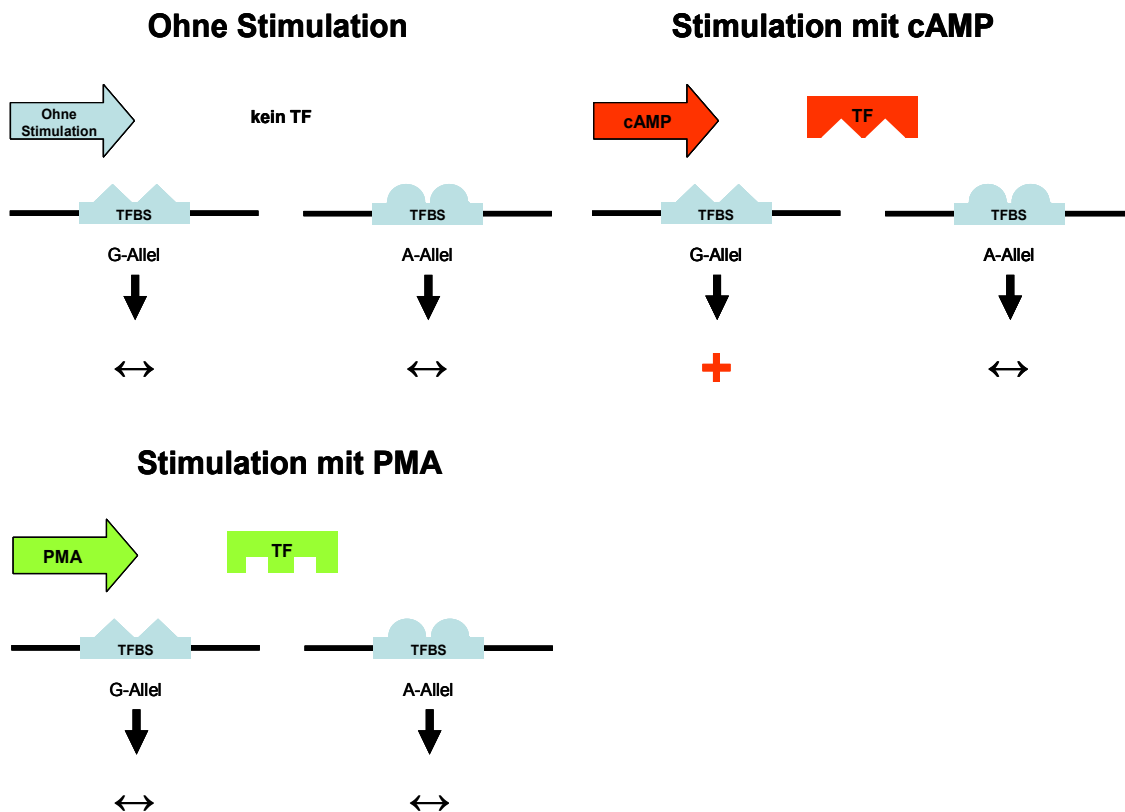 Ohne Stimulation
Ohne
Stimulation
kein TF
TFBS
TFBS
G-Allel
A-Allel
↔
↔
Stimulation mit cAMP
cAMP
TF
TFBS
TFBS
G-Allel
A-Allel
+
↔
Stimulation mit PMA
PMA
TF
TFBS
TFBS
G-Allel
A-Allel
↔
↔